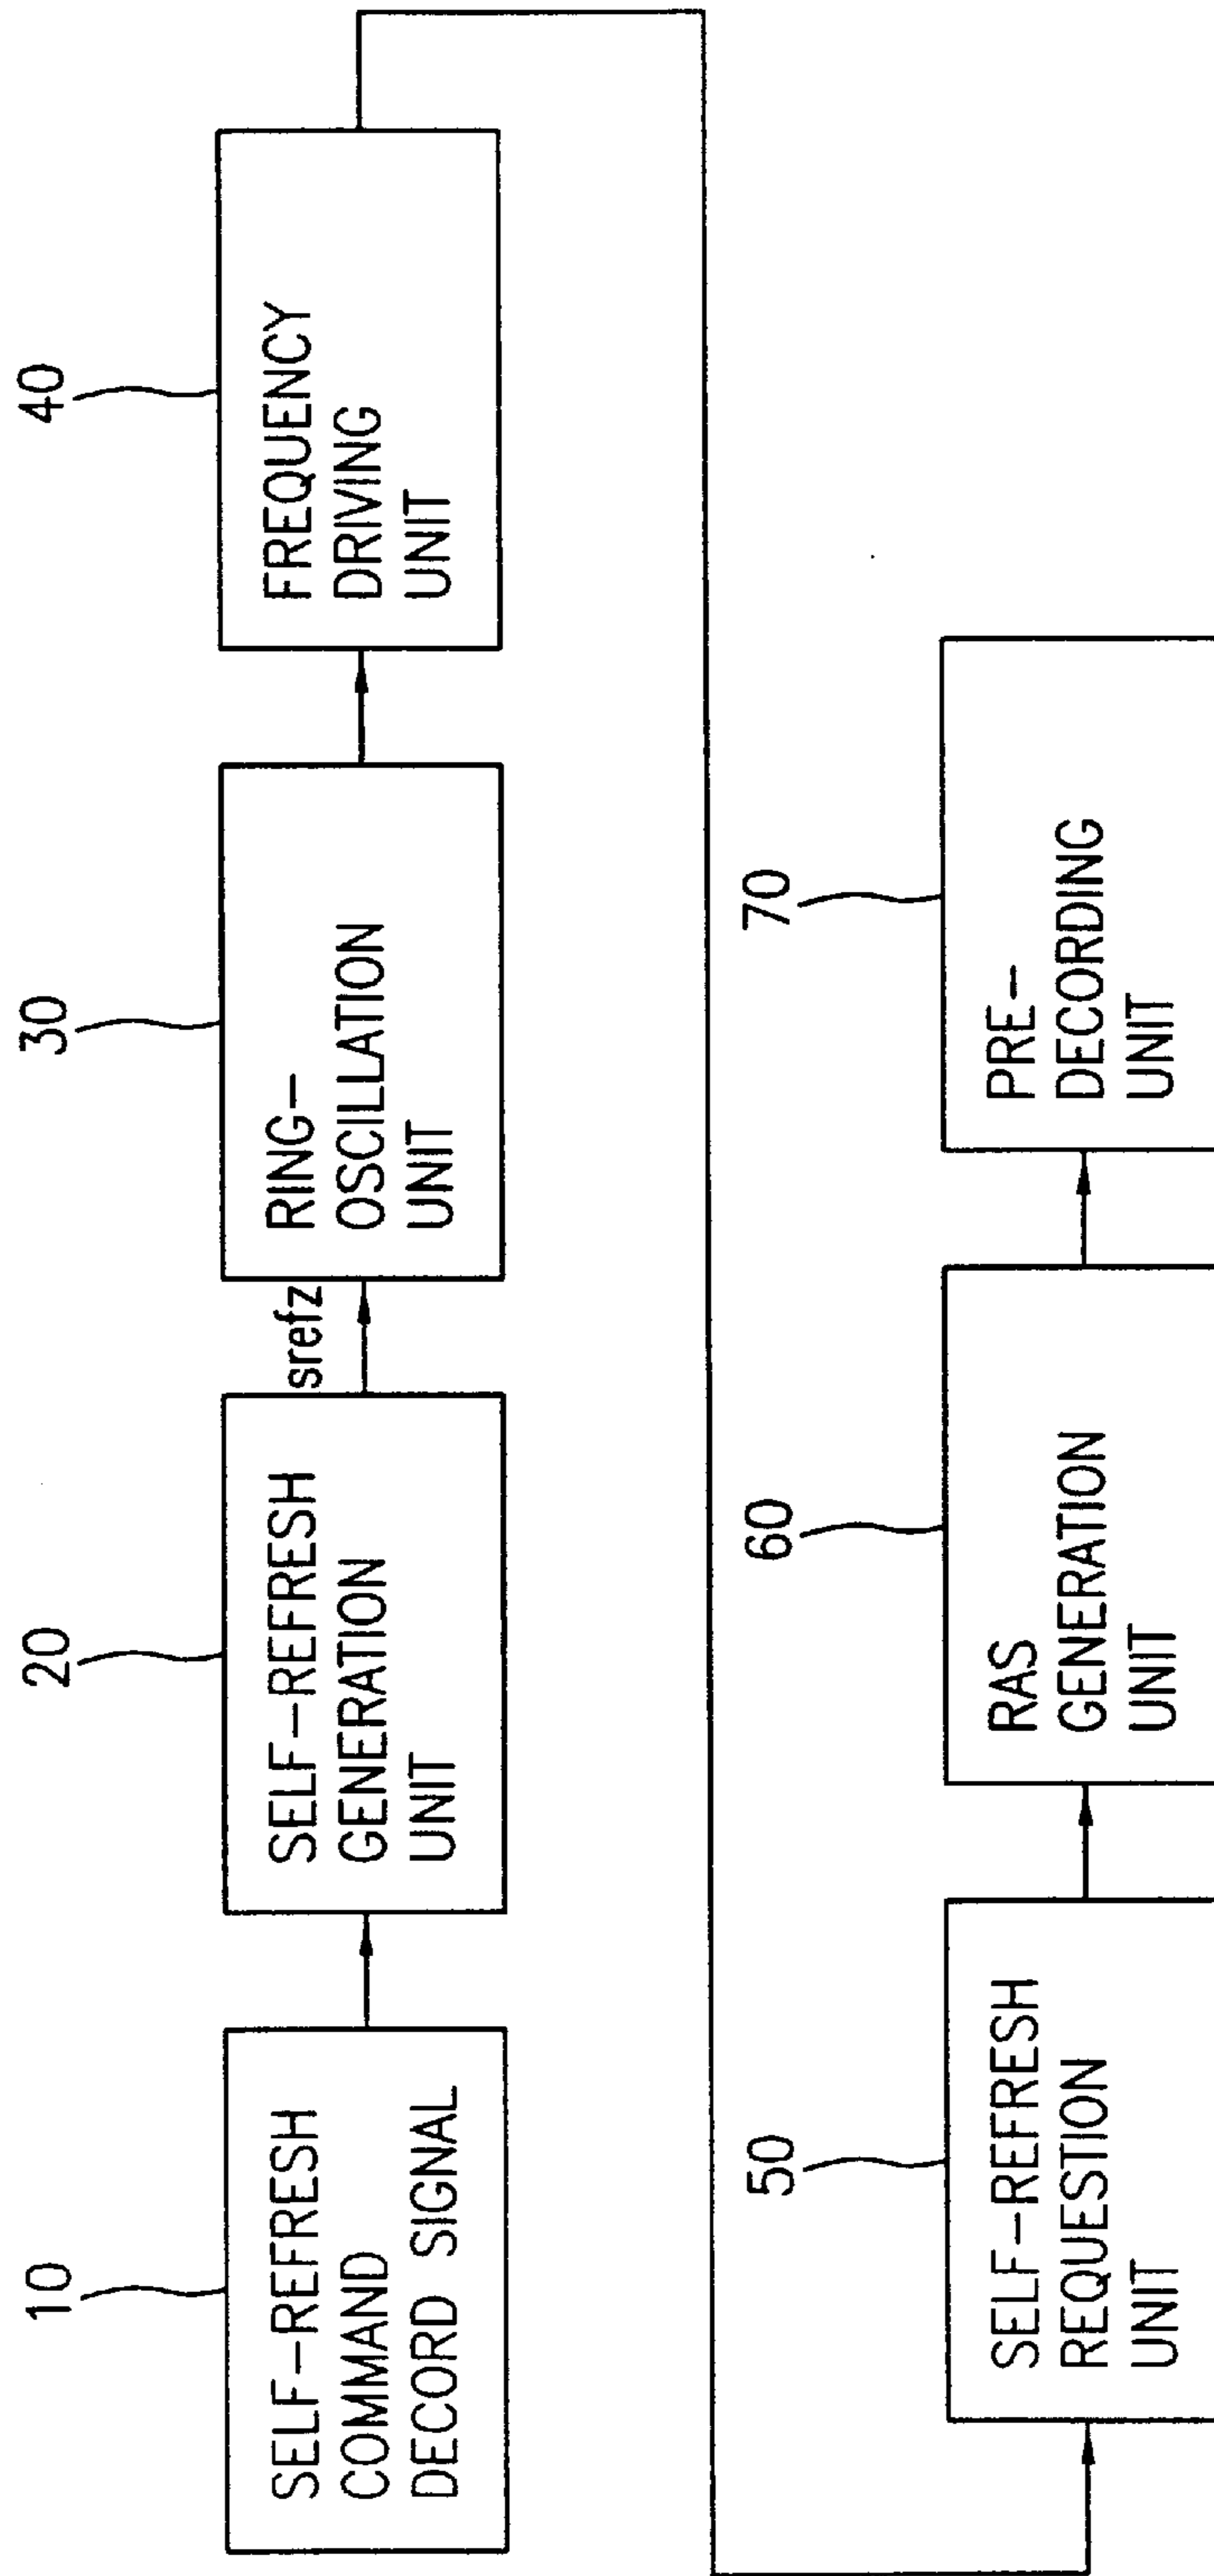 10
SELF-REFRESH
COMMAND
DECORD SIGNAL
20
SELF-REFRESH
GENERATION
UNIT
srefz
30
RING-
OSCILLATION
UNIT
40
FREQUENCY
DRIVING
UNIT
50
SELF-REFRESH
REQUESTION
UNIT
60
RAS
GENERATION
UNIT
70
PRE-
DECORDING
UNIT